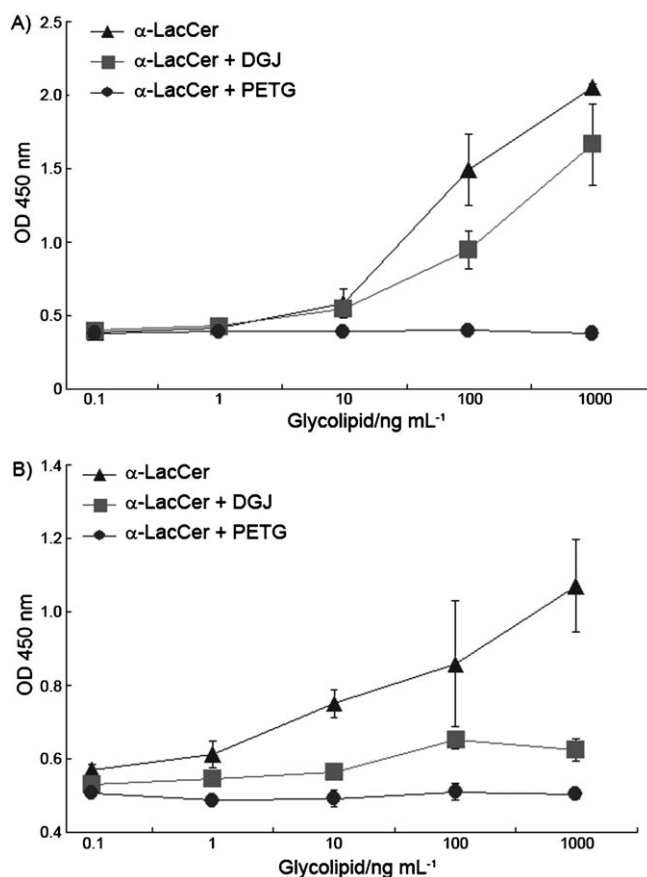 A)
α-LacCer
α-LacCer + DGJ
α-LacCer + PETG
OD 450 nm
2.5
2.0
1.5
1.0
0.5
0
0.1 1 10 100 1000
Glycolipid/ng mL⁻¹
B)
α-LacCer
α-LacCer + DGJ
α-LacCer + PETG
OD 450 nm
1.4
1.2
1.0
0.8
0.6
0.4
0.1 1 10 100 1000
Glycolipid/ng mL⁻¹